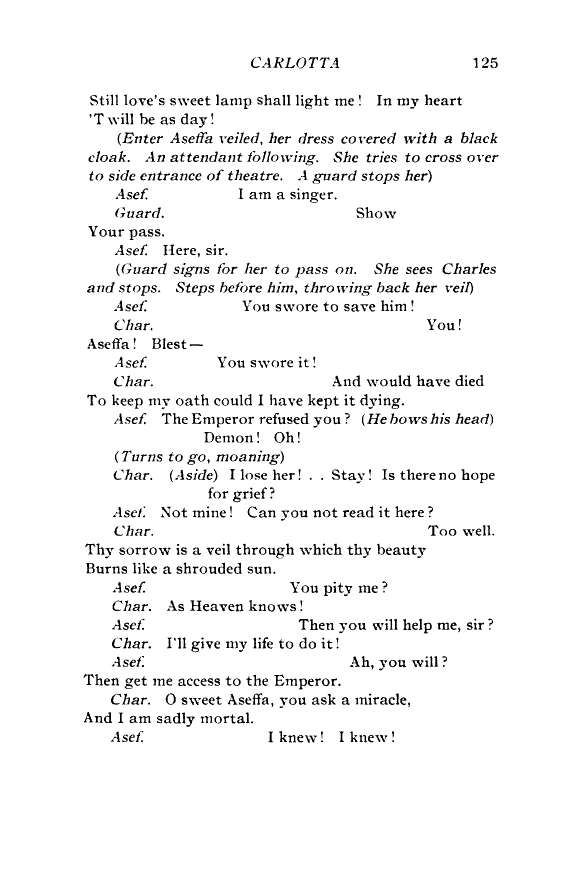 CARLOTTA 125
Still love's sweet lamp shall light me! In my heart
'T will be as day!
(Enter Aseffa veiled, her dress covered with a black
cloak. An attendant following. She tries to cross over
to side entrance of theatre. A guard stops her)
Asef. I am a singer.
Guard. Show
Your pass.
Asef. Here, sir.
(Guard signs for her to pass on. She sees Charles
and stops. Steps before him, throwing back her veil)
Asef. You swore to save him!
Char. You!
Aseffa! Blest—
Asef. You swore it!
Char. And would have died
To keep my oath could I have kept it dying.
Asef. The Emperor refused you? (He bows his head)
Demon! Oh!
(Turns to go, moaning)
Char. (Aside) I lose her! . . Stay! Is there no hope
for grief?
Asef. Not mine! Can you not read it here?
Char. Too well.
Thy sorrow is a veil through which thy beauty
Burns like a shrouded sun.
Asef. You pity me?
Char. As Heaven knows!
Asef. Then you will help me, sir?
Char. I'll give my life to do it!
Asef. Ah, you will?
Then get me access to the Emperor.
Char. O sweet Aseffa, you ask a miracle,
And I am sadly mortal.
Asef. I knew! I knew!